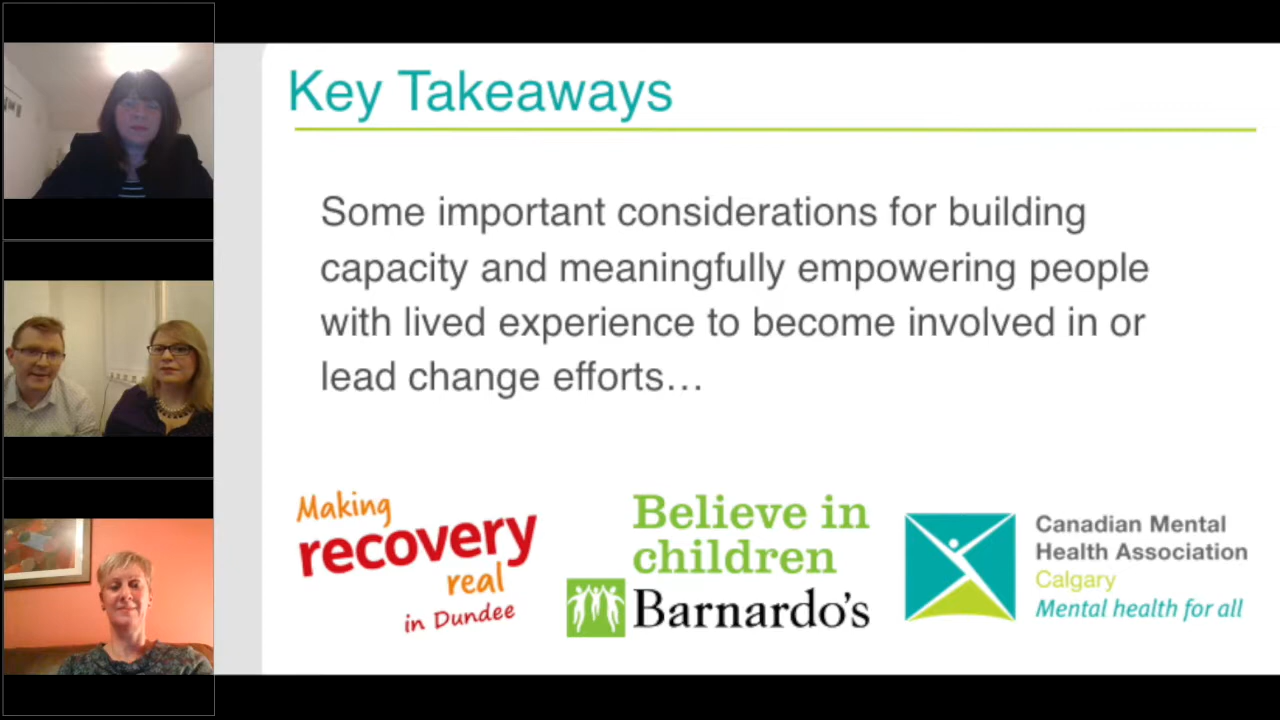 Key Takeaways
Some important considerations for building
capacity and meaningfully empowering people
with lived experience to become involved in or
lead change efforts…
Making
recovery
real
in Dundee
Believe in
children
Barnardo's
Canadian Mental
Health Association
Calgary
Mental health for all